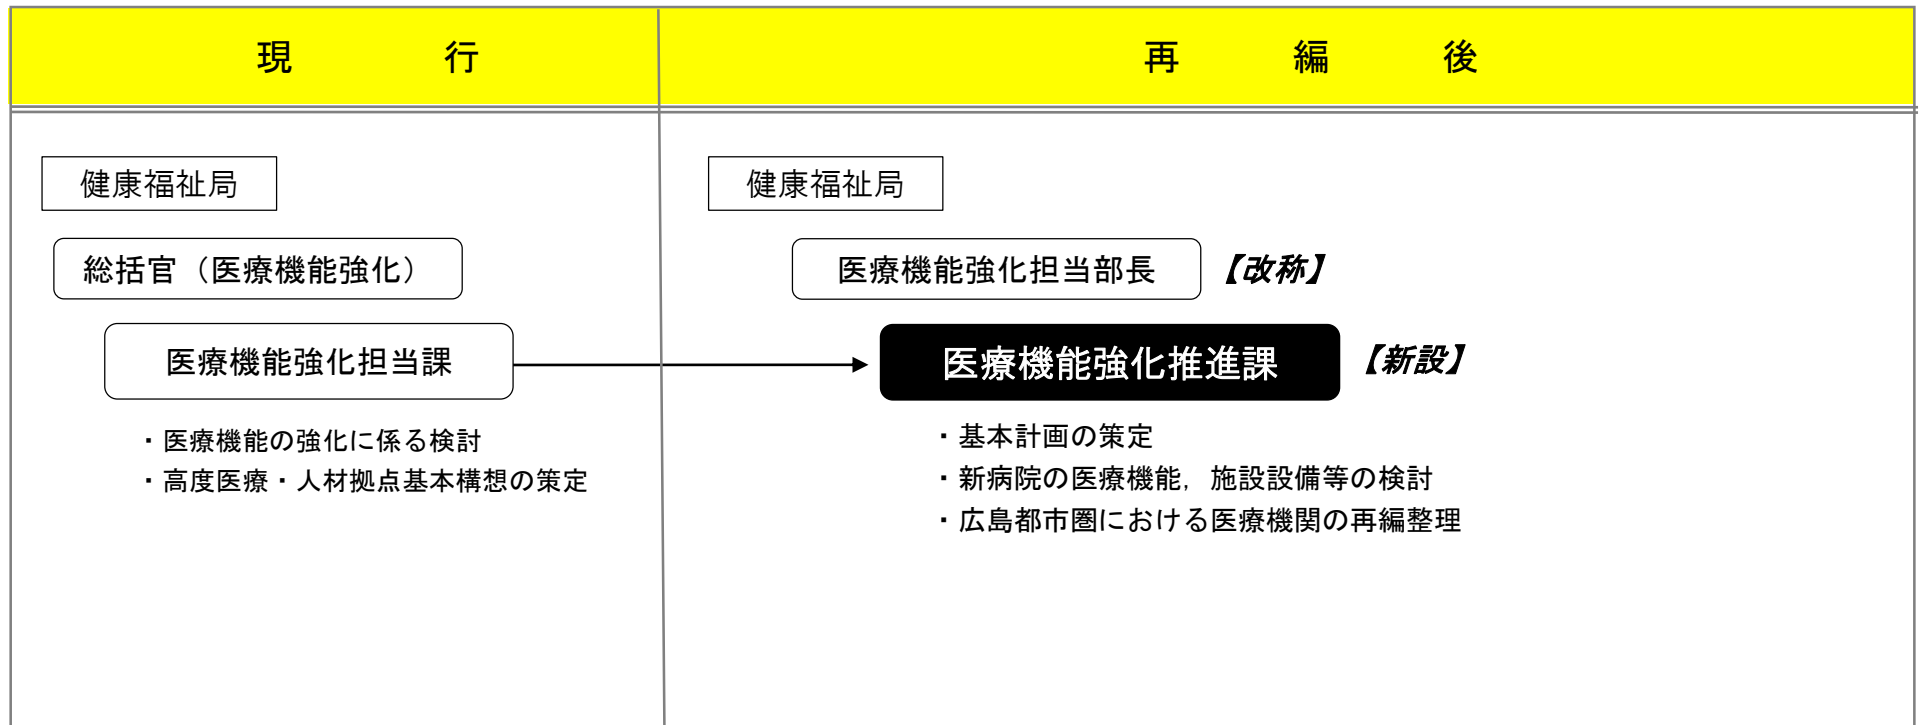 現行
再編後
健康福祉局
総括官（医療機能強化）
医療機能強化担当課
・医療機能の強化に係る検討
・高度医療・人材拠点基本構想の策定
健康福祉局
医療機能強化担当部長 【改称】
医療機能強化推進課 【新設】
・基本計画の策定
・新病院の医療機能，施設設備等の検討
・広島都市圏における医療機関の再編整理